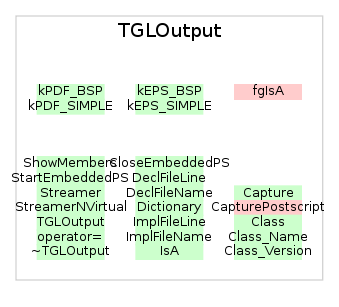 TGLOutput
kPDF_BSP
kPDF_SIMPLE
kEPS_BSP
kEPS_SIMPLE
fgIsA
ShowMembers
StartEmbeddedPS
Streamer
StreamerNVirtual
TGLOutput
operator=
~TGLOutput
CloseEmbeddedPS
DeclFileLine
DeclFileName
Dictionary
ImplFileLine
ImplFileName
IsA
Capture
CapturePostscript
Class
Class_Name
Class_Version